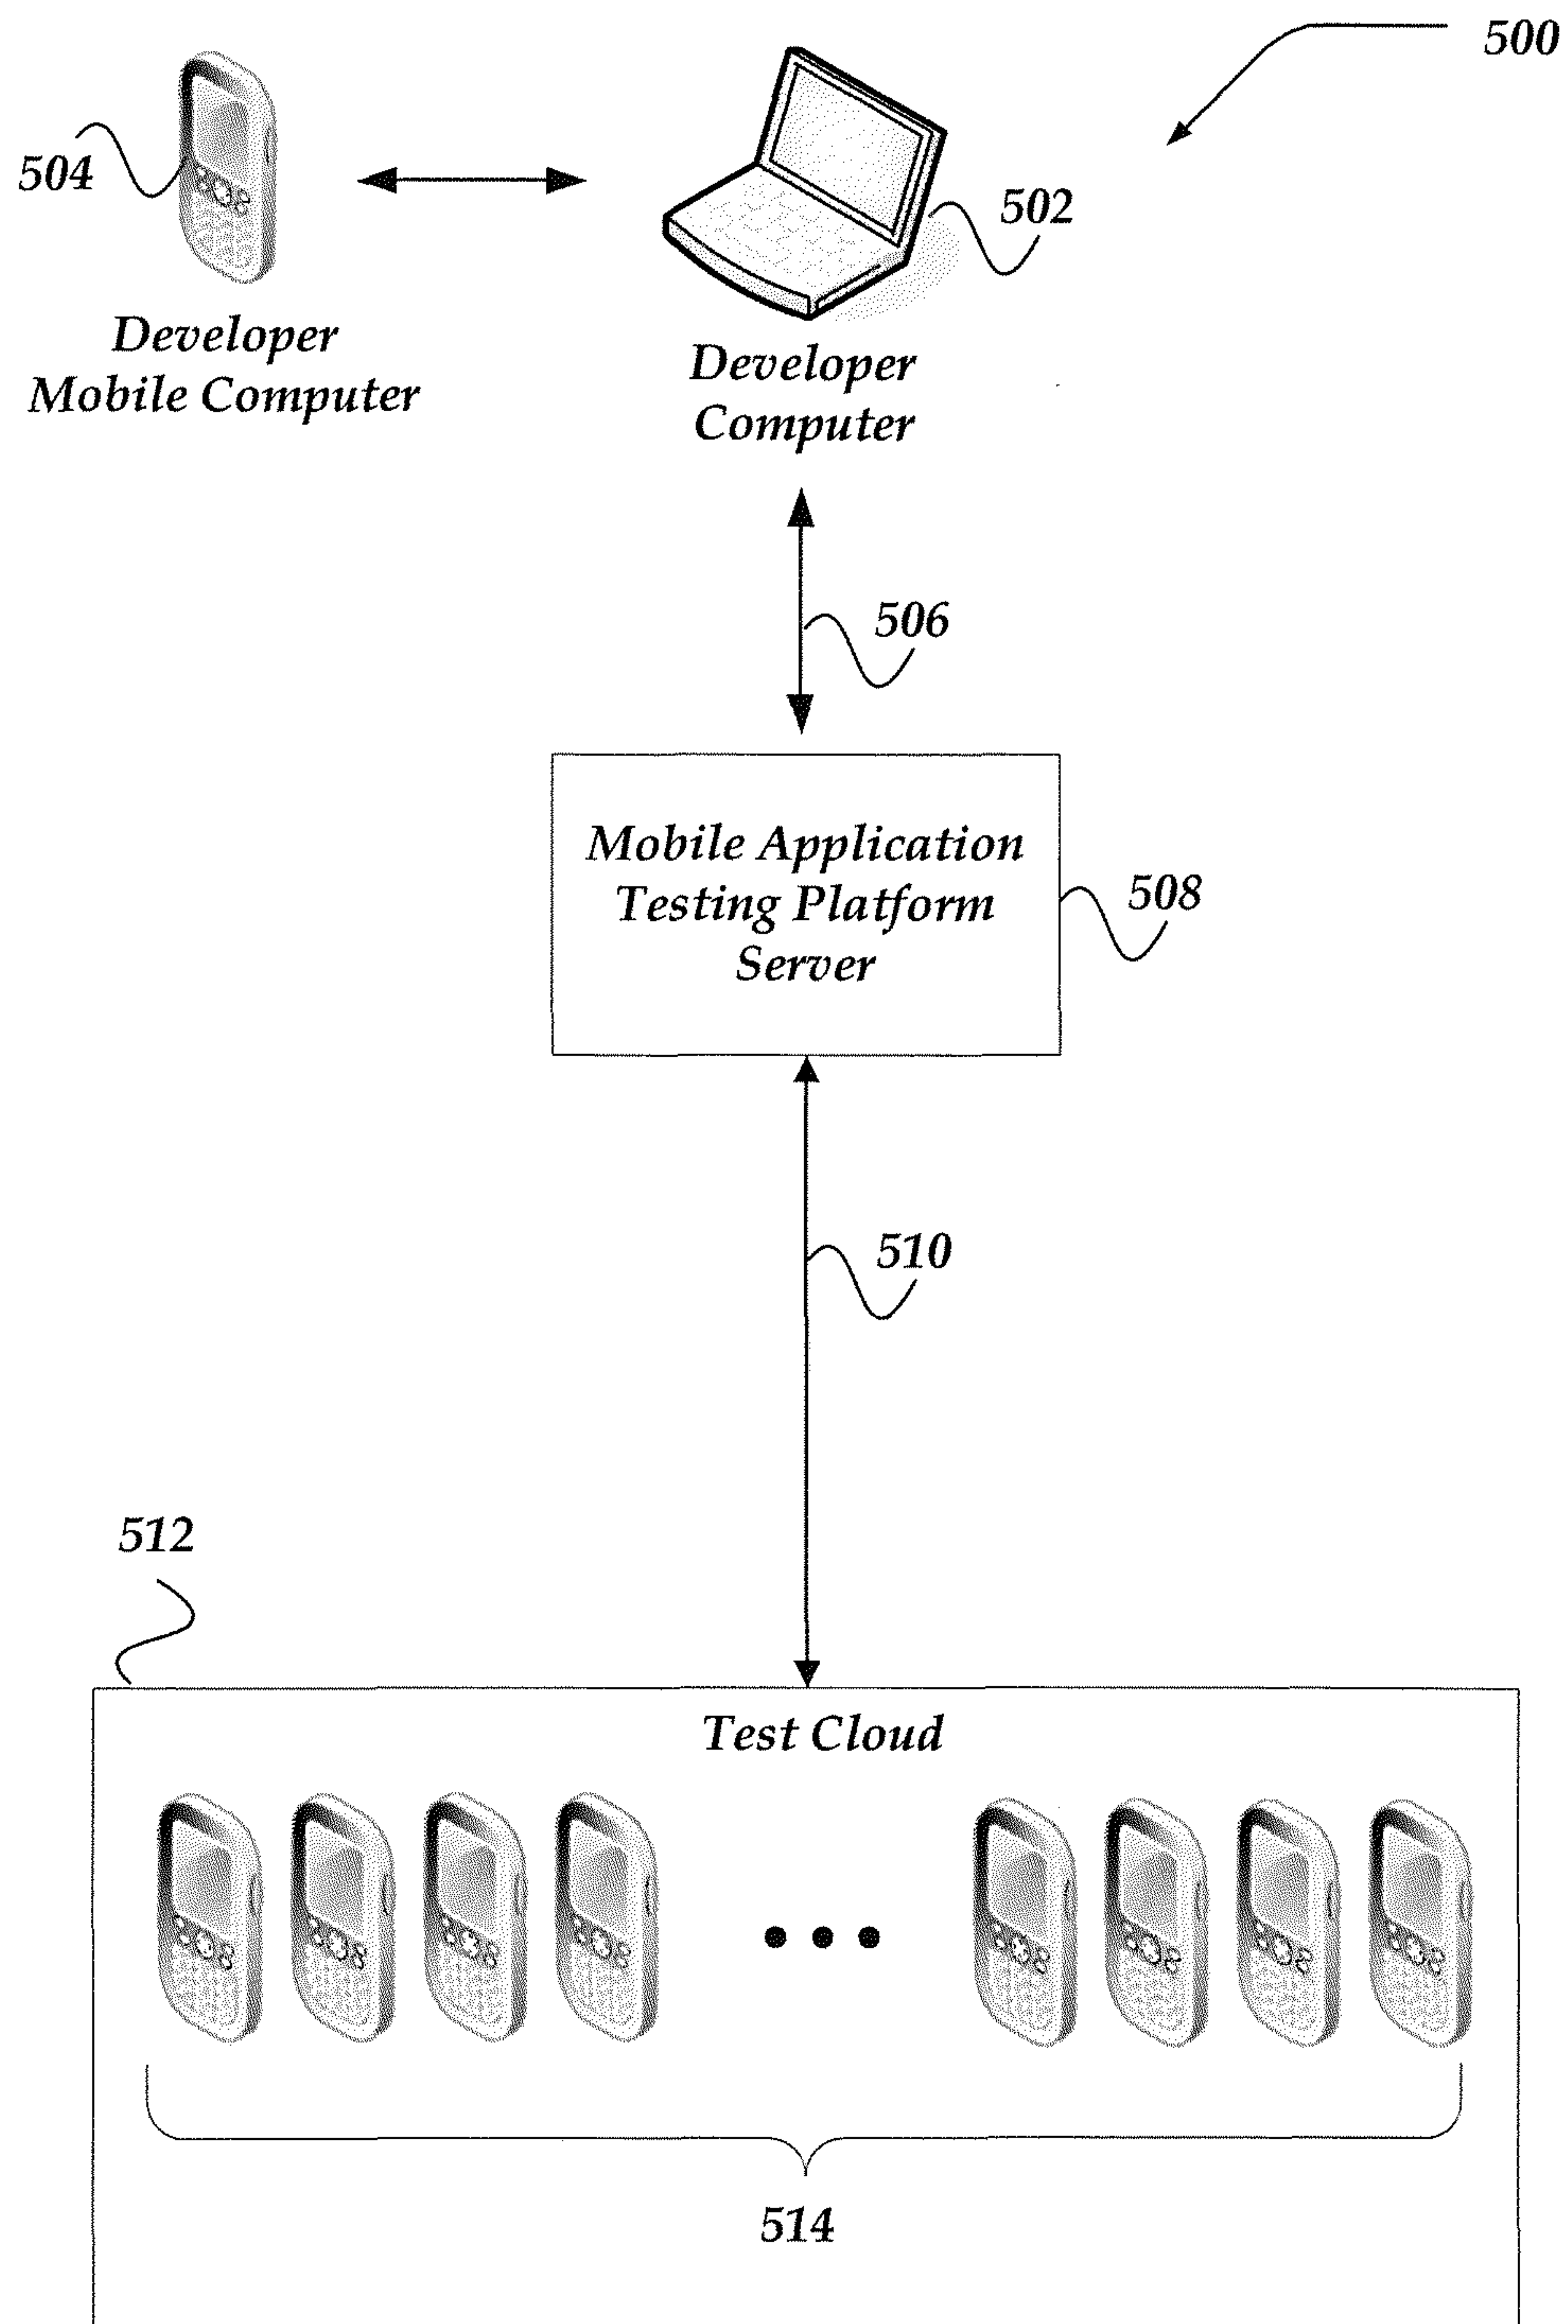 500
504
502
Developer
Mobile Computer
Developer
Computer
506
Mobile Application
Testing Platform
Server
508
510
512
Test Cloud
514